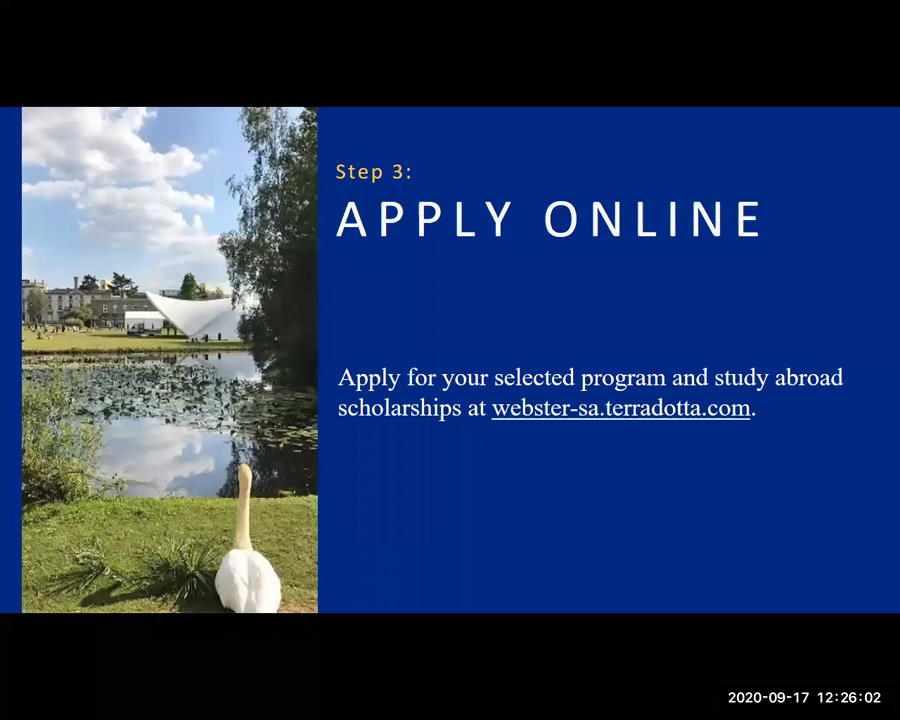 Step 3:
APPLY ONLINE
Apply for your selected program and study abroad
scholarships at webster-sa.terradotta.com.
2020-09-17 12:26:02